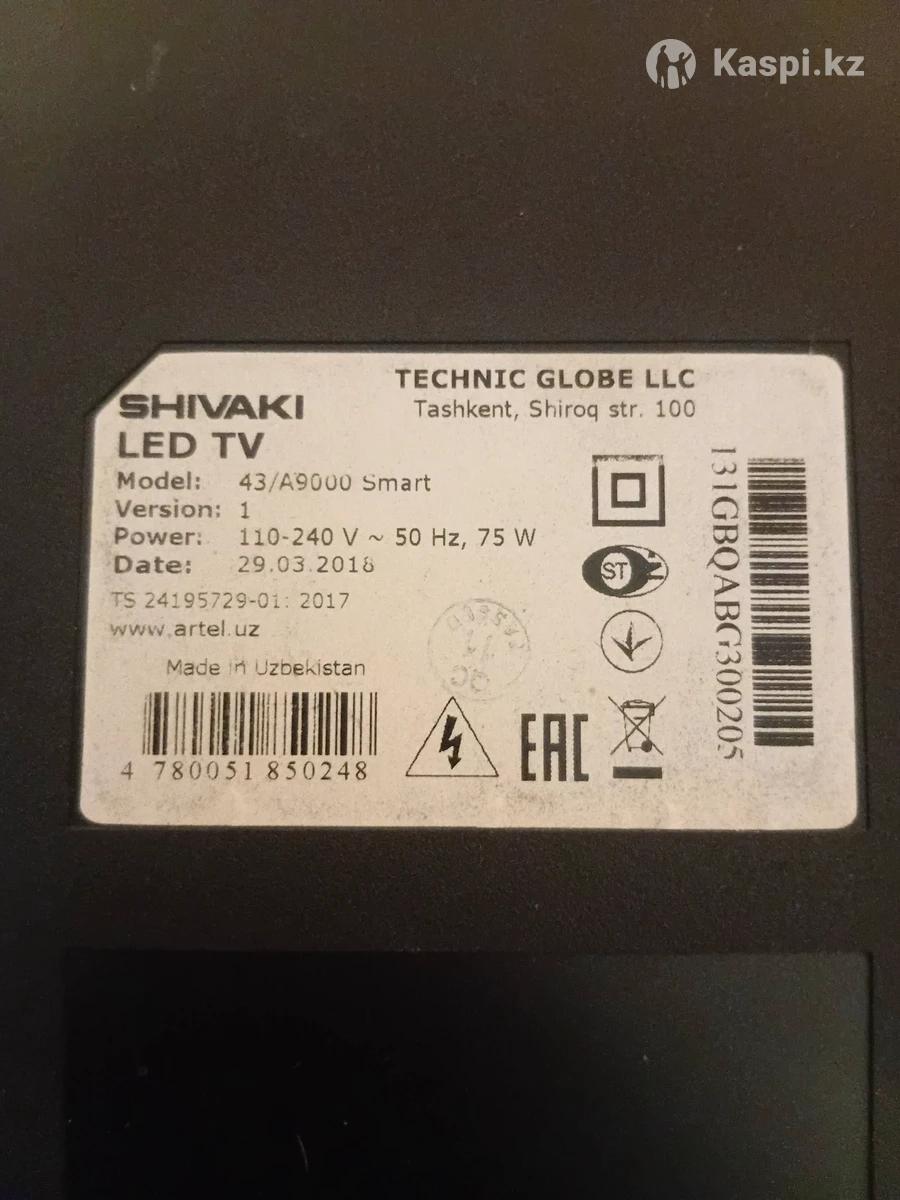 Kaspi.kz
TECHNIC GLOBE LLC
Tashkent, Shiroq str. 100
SHIVAKI
LED TV
Model: 43/A9000 Smart
Version: 1
Power: 110-240 V ~ 50 Hz, 75 W
Date: 29.03.2018
TS 24195729-01: 2017
www.artel.uz
Made in Uzbekistan
4 780051 850248
ST
EAC
131GBQABG300205